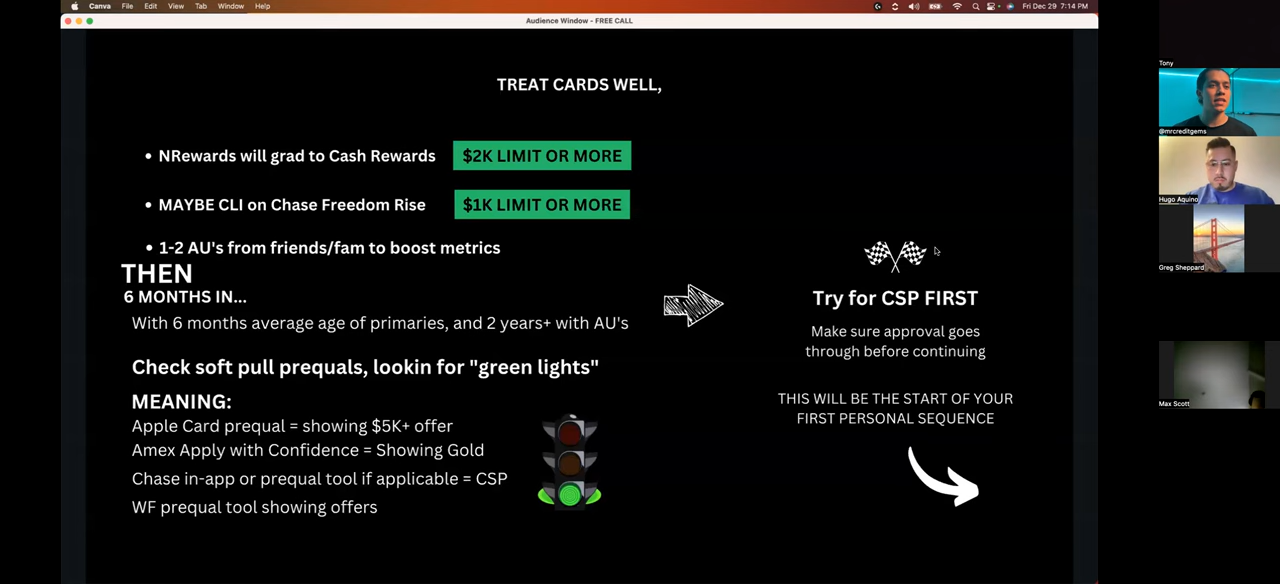 Canva File Edit View Tab Window Help
Fri Dec 29 7:14 PM
Audience Window - FREE CALL
TREAT CARDS WELL,
• NRewards will grad to Cash Rewards
$2K LIMIT OR MORE
• MAYBE CLI on Chase Freedom Rise
$1K LIMIT OR MORE
• 1-2 AU's from friends/fam to boost metrics
THEN
6 MONTHS IN...
With 6 months average age of primaries, and 2 years+ with AU's
Check soft pull prequals, lookin for "green lights"
MEANING:
Apple Card prequal = showing $5K+ offer
Amex Apply with Confidence = Showing Gold
Chase in-app or prequal tool if applicable = CSP
WF prequal tool showing offers
Try for CSP FIRST
Make sure approval goes
through before continuing
THIS WILL BE THE START OF YOUR
FIRST PERSONAL SEQUENCE
Tony
@mrcreditgems
Hugo Aquino
Greg Sheppard
Max Scott